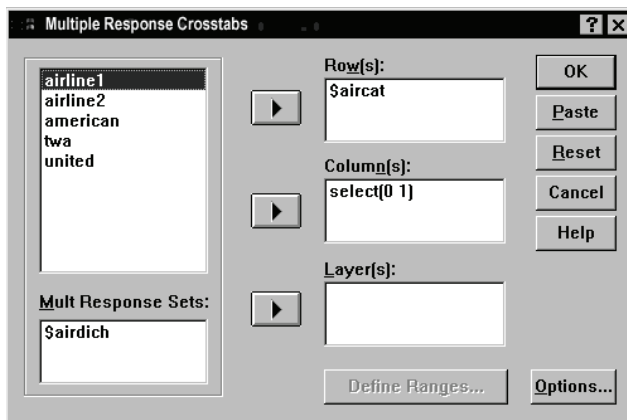 Multiple Response Crosstabs
airline1
airline2
american
twa
united
Mult Response Sets:
$airdich
Row(s):
$aircat
Column(s):
select(0 1)
Layer(s):
Define Ranges...
OK
Paste
Reset
Cancel
Help
Options...